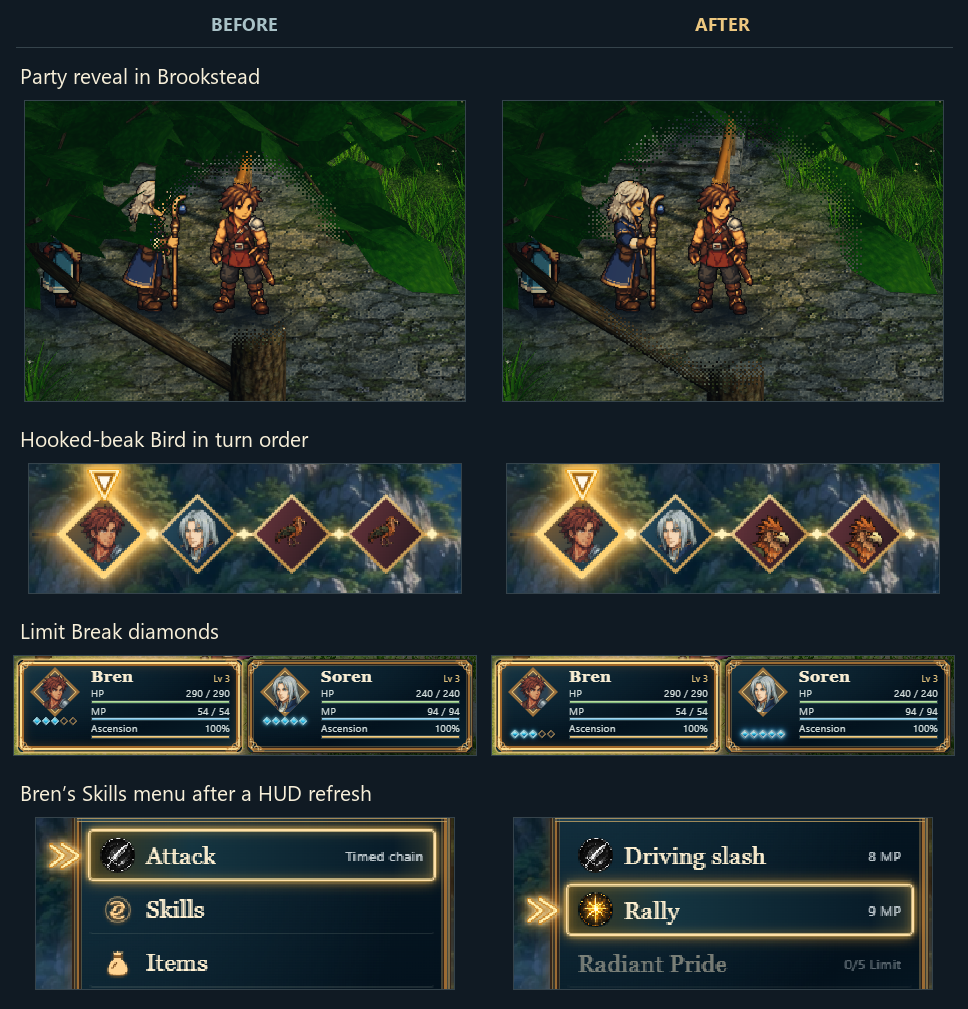 BEFORE AFTER
Party reveal in Brookstead
Hooked-beak Bird in turn order
Limit Break diamonds
Bren Lv 3 Soren Lv 3 Bren Lv 3 Soren Lv 3
HP 290 / 290 HP 240 / 240 HP 290 / 290 HP 240 / 240
MP 54 / 54 MP 94 / 94 MP 54 / 54 MP 94 / 94
Ascension 100% Ascension 100% Ascension 100% Ascension 100%
Bren’s Skills menu after a HUD refresh
Attack Timed chain Driving slash 8 MP
Skills Rally 9 MP
Items Radiant Pride 0/5 Limit